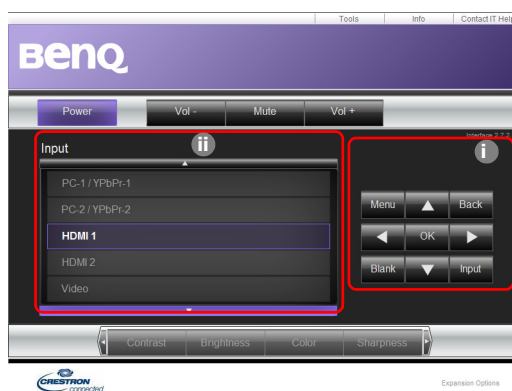 Tools Info Contact IT Help
BenQ
Power Vol - Mute Vol +
Interface 2.7.2.7
Input
ii
i
PC-1 / YPbPr-1
PC-2 / YPbPr-2
HDMI 1
HDMI 2
Video
Menu Back
OK
Blank Input
Contrast Brightness Color Sharpness
CRESTRON
connected
Expansion Options